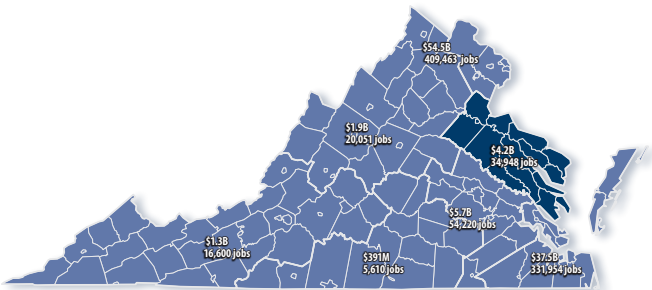 $54.5B
409,463 jobs
$1.9B
20,051 jobs
$4.2B
34,948 jobs
$5.7B
54,220 jobs
$1.3B
16,600 jobs
$391M
5,610 jobs
$37.5B
331,954 jobs